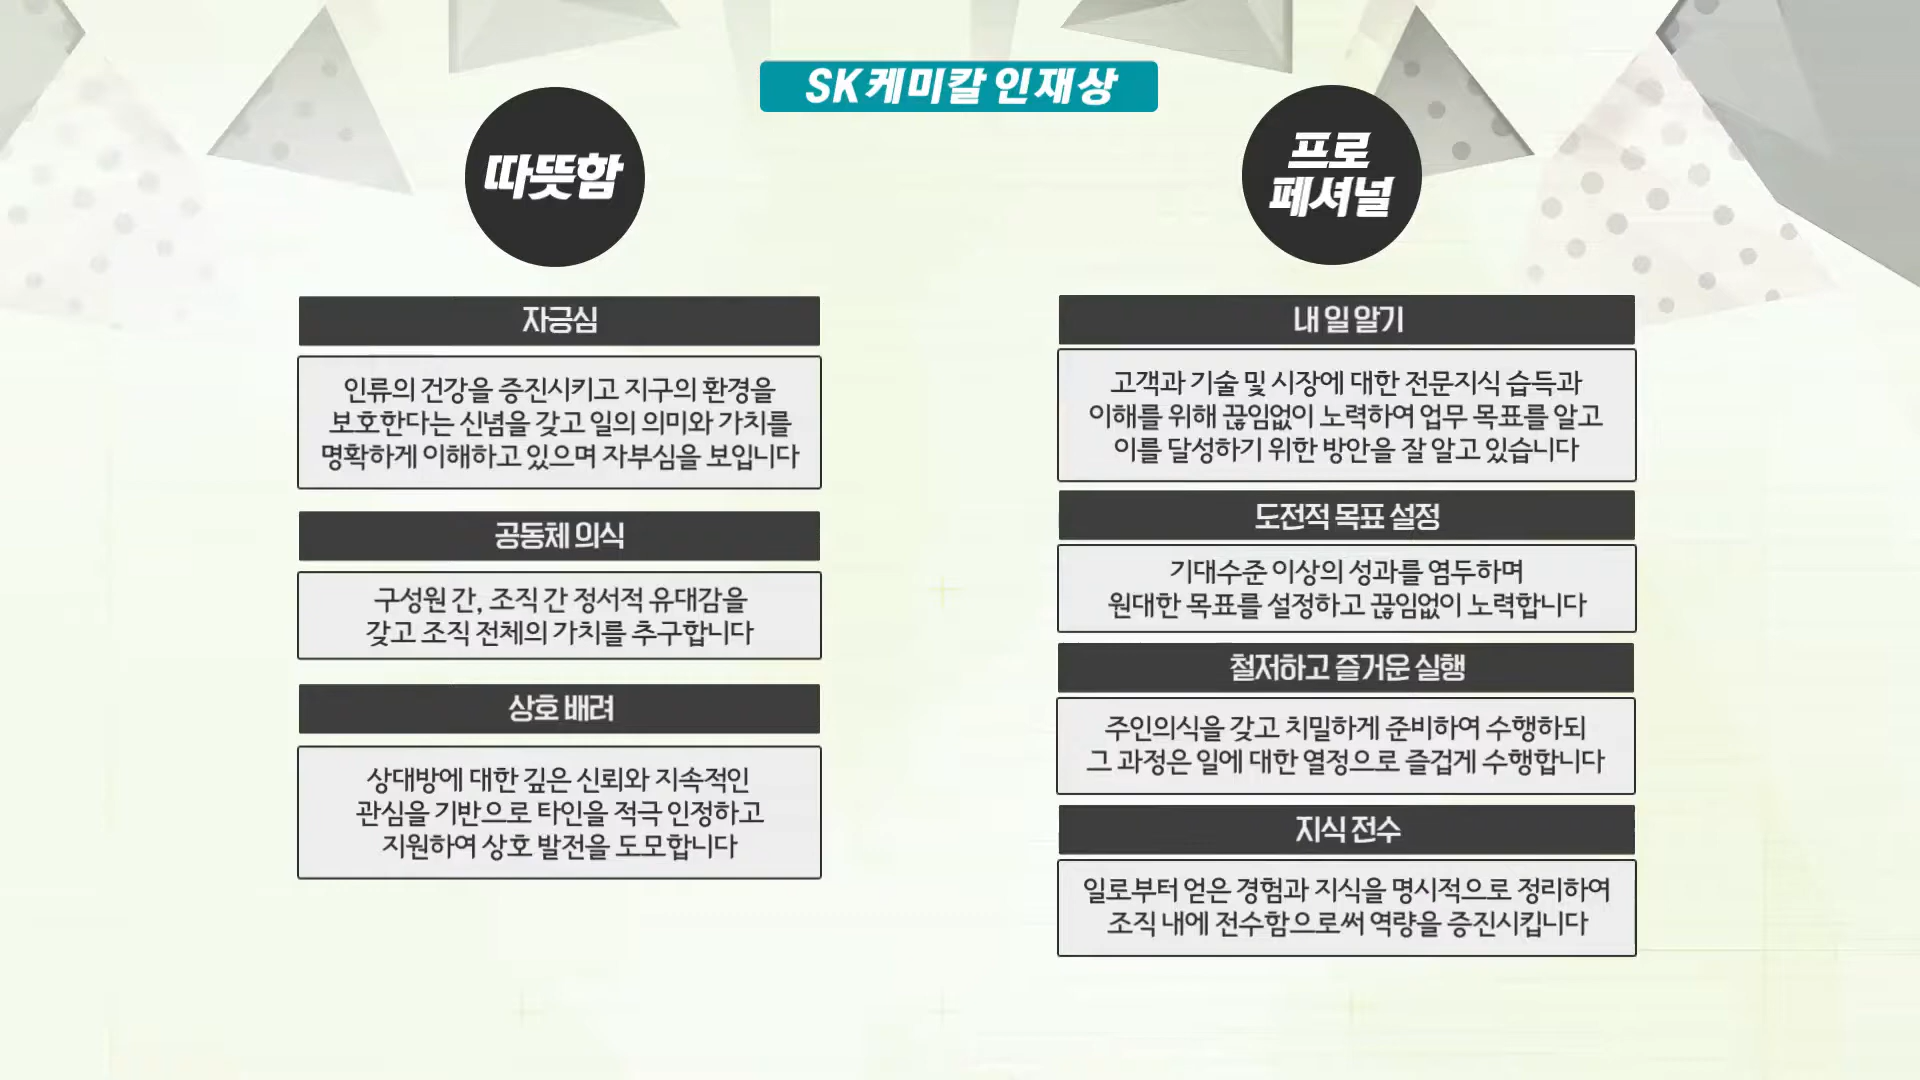 SK케미칼 인재상
따뜻함
자긍심
인류의 건강을 증진시키고 지구의 환경을
보호한다는 신념을 갖고 일의 의미와 가치를
명확하게 이해하고 있으며 자부심을 보입니다
공동체 의식
구성원 간, 조직 간 정서적 유대감을
갖고 조직 전체의 가치를 추구합니다
상호 배려
상대방에 대한 깊은 신뢰와 지속적인
관심을 기반으로 타인을 적극 인정하고
지원하여 상호 발전을 도모합니다
프로
페셔널
내 일 알기
고객과 기술 및 시장에 대한 전문지식 습득과
이해를 위해 끊임없이 노력하여 업무 목표를 알고
이를 달성하기 위한 방안을 잘 알고 있습니다
도전적 목표 설정
기대수준 이상의 성과를 염두하며
원대한 목표를 설정하고 끊임없이 노력합니다
철저하고 즐거운 실행
주인의식을 갖고 치밀하게 준비하여 수행하되
그 과정은 일에 대한 열정으로 즐겁게 수행합니다
지식 전수
일로부터 얻은 경험과 지식을 명시적으로 정리하여
조직 내에 전수함으로써 역량을 증진시킵니다